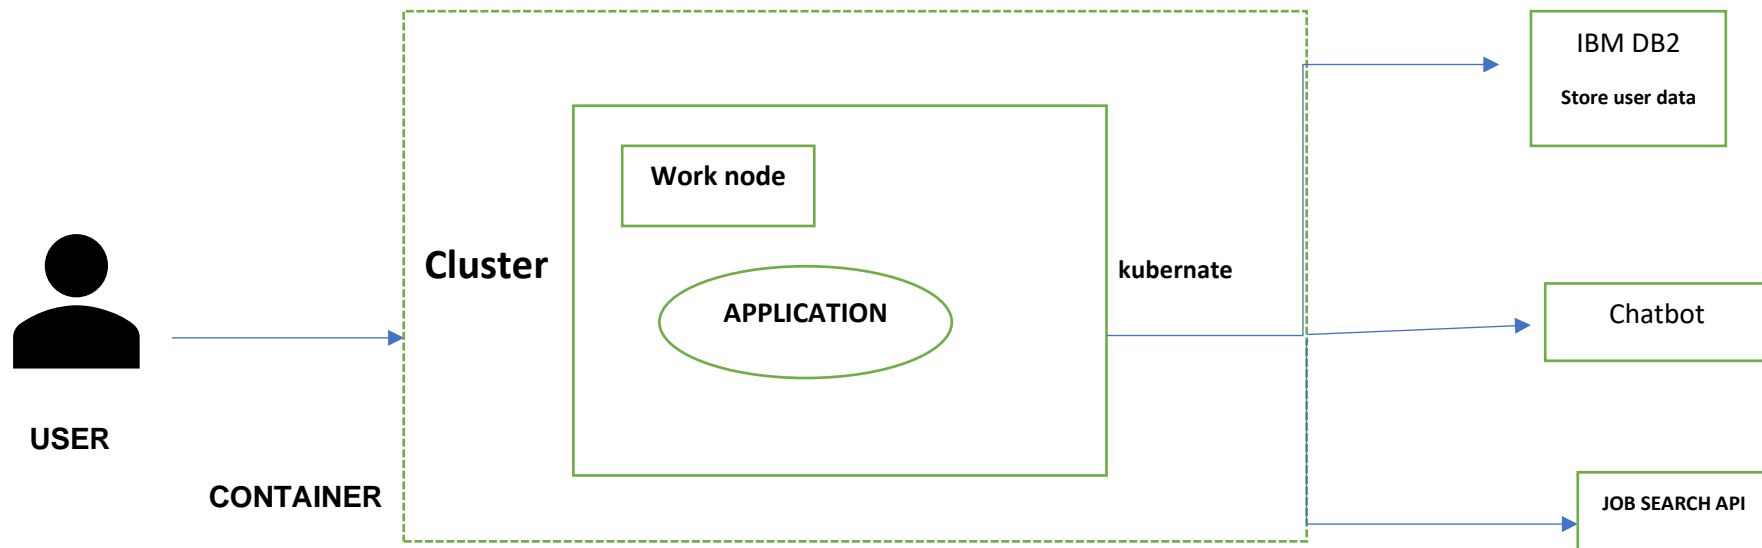 IBM DB2
Store user data
Work node
Cluster
kubernate
APPLICATION
Chatbot
USER
CONTAINER
JOB SEARCH API